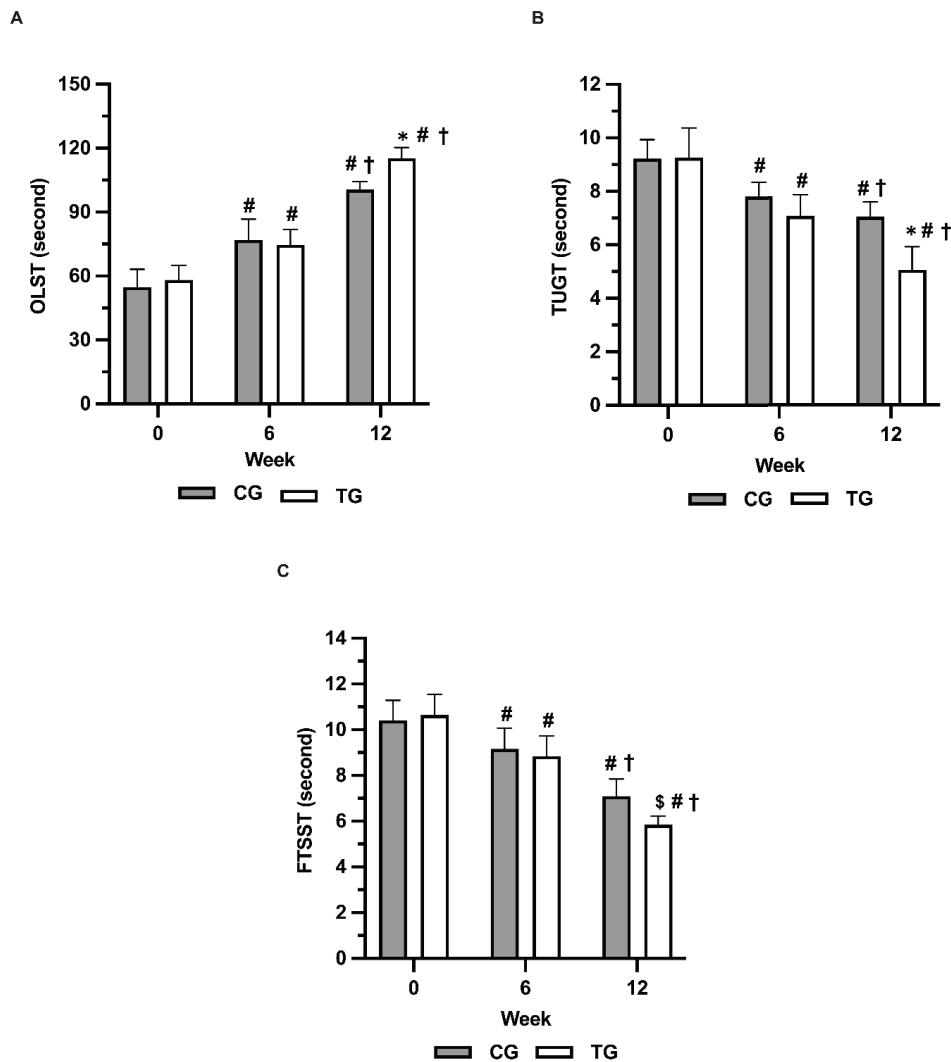 A
OLST (second)
150
120
90
60
30
0
# #
# †
* # †
0 6 12
Week
CG TG
B
TUGT (second)
12
10
8
6
4
2
0
# #
# †
* # †
0 6 12
Week
CG TG
C
FTSST (second)
14
12
10
8
6
4
2
0
# #
# †
$ # †
0 6 12
Week
CG TG